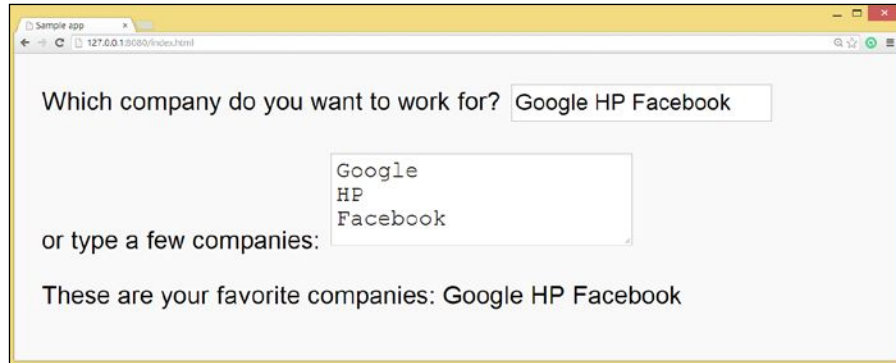 Sample app
127.0.0.1:8080/index.html
Which company do you want to work for? Google HP Facebook
Google
HP
Facebook
or type a few companies:
These are your favorite companies: Google HP Facebook